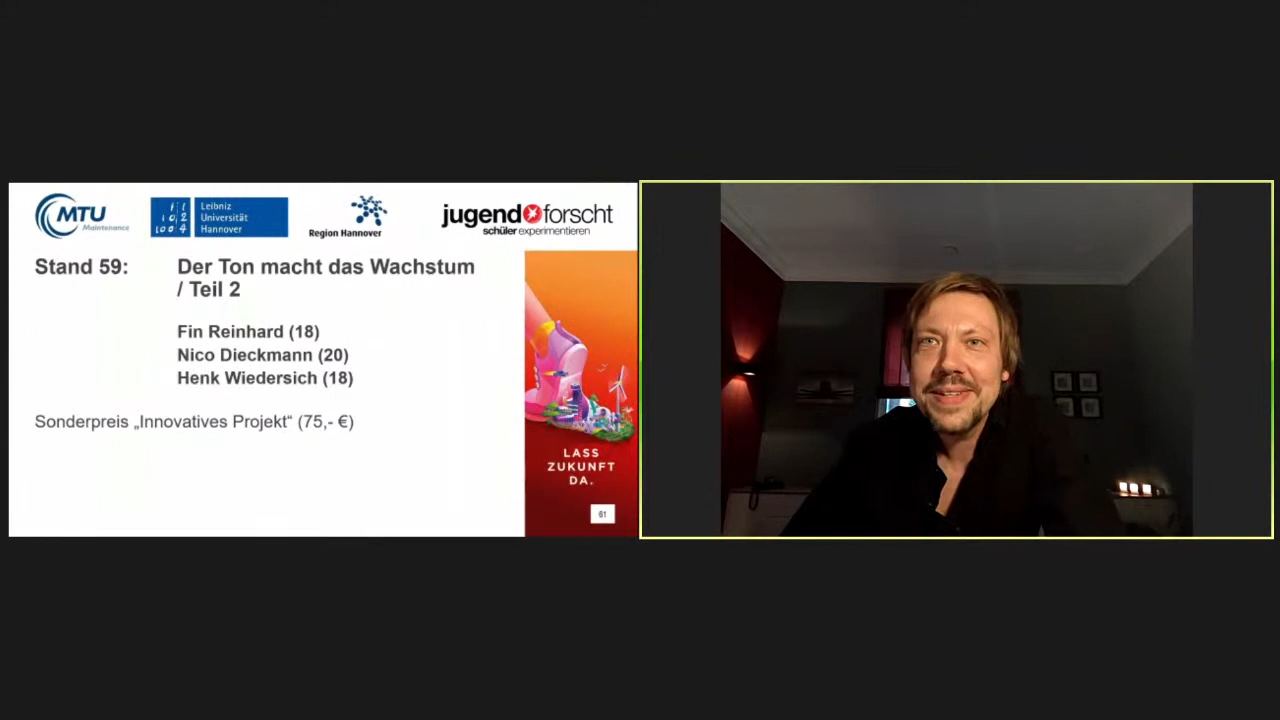 MTU
Maintenance
Leibniz
Universität
Hannover
Region Hannover
jugend forscht
schüler experimentieren
Stand 59: Der Ton macht das Wachstum
/ Teil 2
Fin Reinhard (18)
Nico Dieckmann (20)
Henk Wiedersich (18)
Sonderpreis „Innovatives Projekt“ (75,- €)
LASS
ZUKUNFT
DA.
61